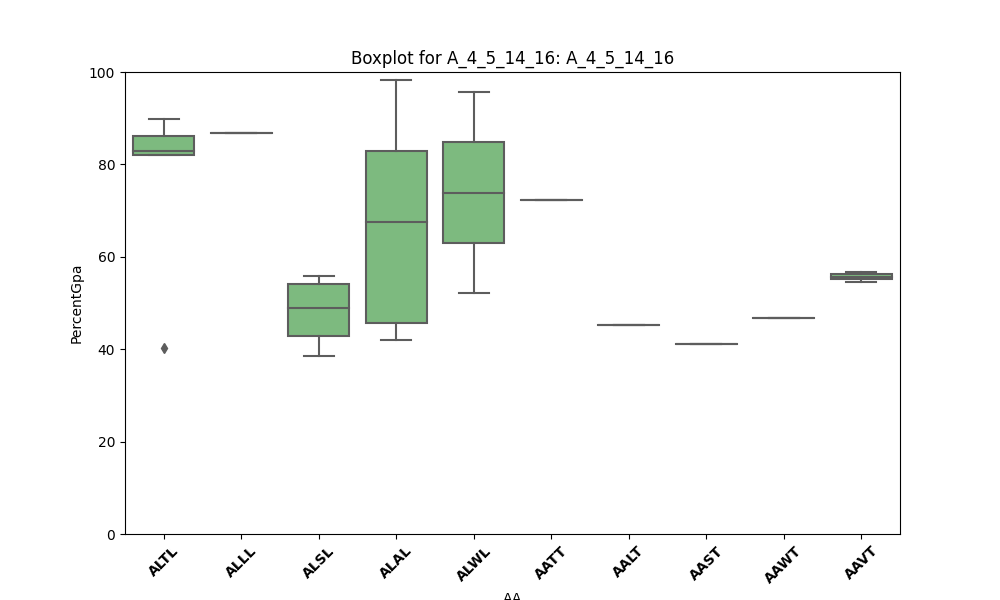 Boxplot for A_4_5_14_16: A_4_5_14_16
100
80
60
40
20
0
PercentGpa
ALTL
ALLL
ALSL
ALAL
ALWL
AATT
AALT
AAST
AAWT
AAVT
AA